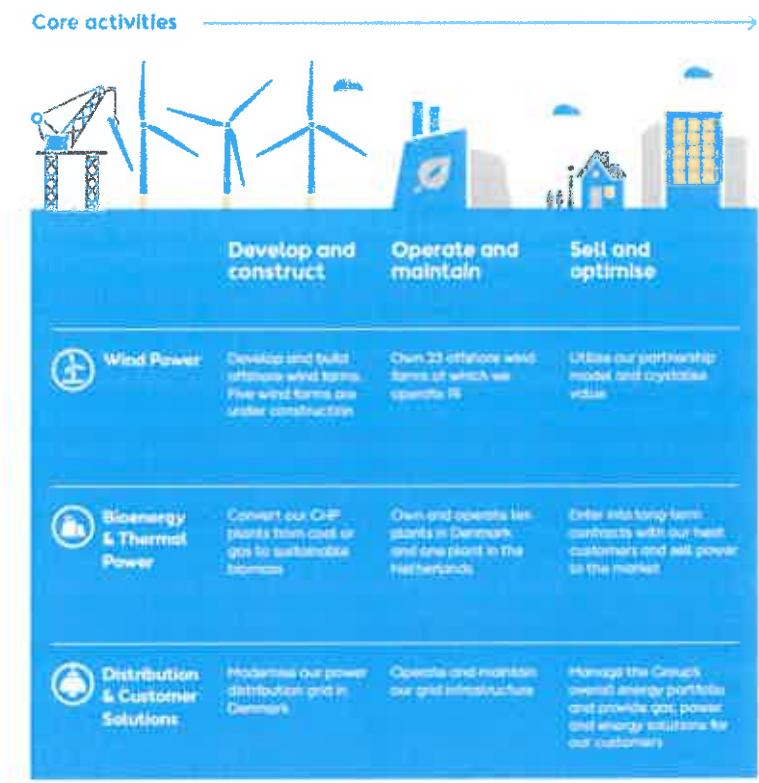 Core activities
Develop and
construct
Operate and
maintain
Sell and
optimise
Wind Power
Develop and build
offshore wind farms.
Five wind farms are
under construction
Own 23 offshore wind
farms of which we
operate
Utilise our partnership
model and crystalise
value
Bioenergy
& Thermal
Power
Convert our CHP
plants from coal or
gas to sustainable
biomass
Own and operate ten
plants in Denmark
and one plant in the
Netherlands
Enter into long-term
contracts with our heat
customers and sell power
to the market
Distribution
& Customer
Solutions
Modernise our power
distribution grid in
Denmark
Operate and maintain
our grid infrastructure
Manage the Group's
overall energy portfolio
and provide gas, power
and energy solutions for
our customers